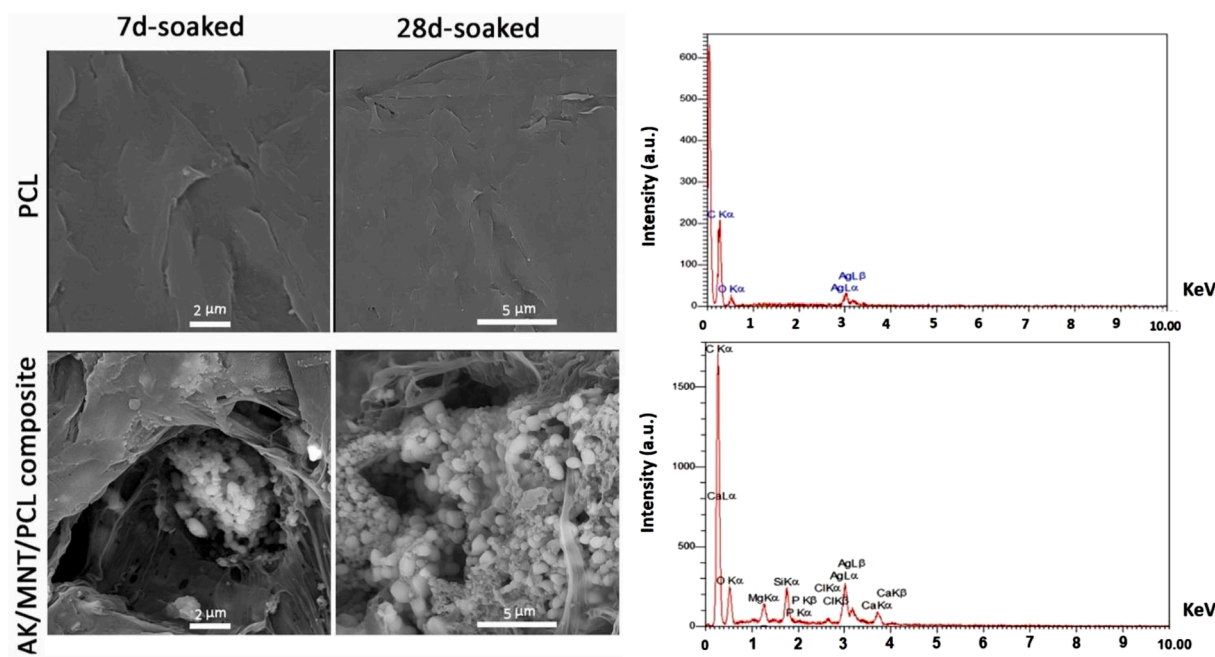 7d-soaked 28d-soaked
PCL
2 μm
5 μm
AK/MNT/PCL composite
2 μm
5 μm
Intensity (a.u.)
600
500
400
300
200
100
0
C Kα
O Kα
AgLβ
AgLα
KeV
0 1 2 3 4 5 6 7 8 9 10.00
Intensity (a.u.)
1500
1000
500
0
C Kα
CaLα
O Kα
MgKα
SiKα
P Kβ
P Kα
ClKα
ClKβ
AgLβ
AgLα
CaKβ
CaKα
KeV
0 1 2 3 4 5 6 7 8 9 10.00